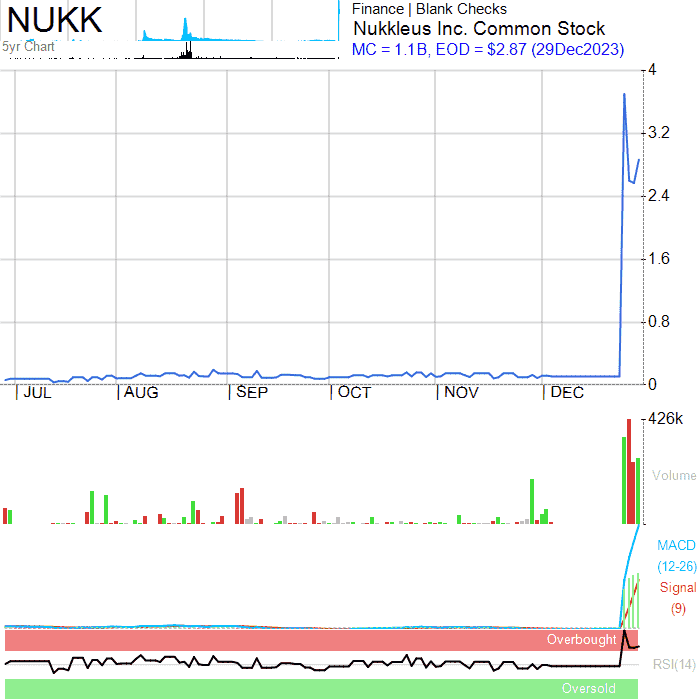 NUKK
5yr Chart
Finance | Blank Checks
Nukkleus Inc. Common Stock
MC = 1.1B, EOD = $2.87 (29Dec2023)
4
3.2
2.4
1.6
0.8
0
JUL AUG SEP OCT NOV DEC
426k
Volume
MACD
(12-26)
Signal
(9)
Overbought
RSI(14)
Oversold